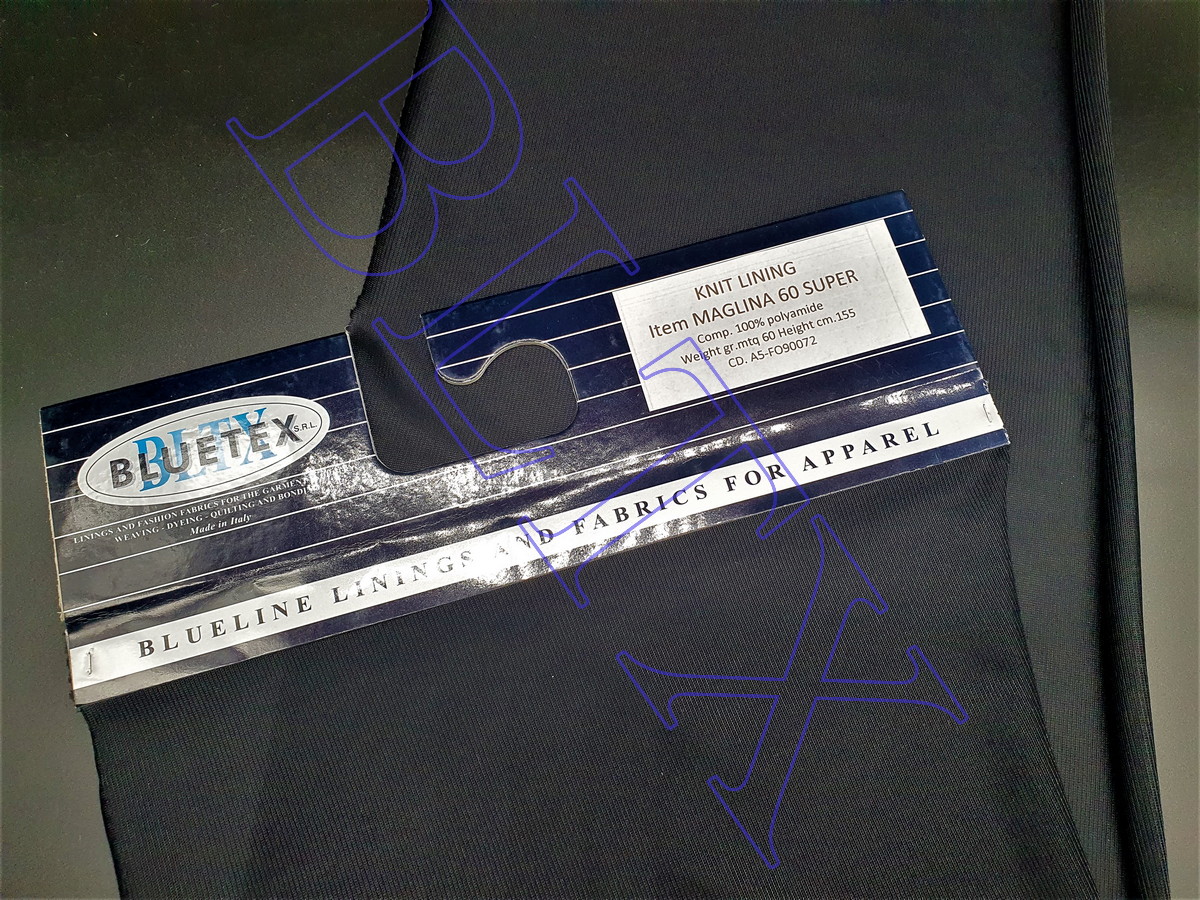 KNIT LINING
Item MAGLINA 60 SUPER
Comp. 100% polyamide
Weight gr.mtq 60 Height cm.155
CD. A5-FO90072
BLTX
BLUETEX S.R.L.
LININGS AND FASHION FABRICS FOR THE GARMENT
WEAVING - DYEING - QUILTING AND BONDING
Made in Italy
BLUELINE LININGS AND FABRICS FOR APPAREL
BLTX